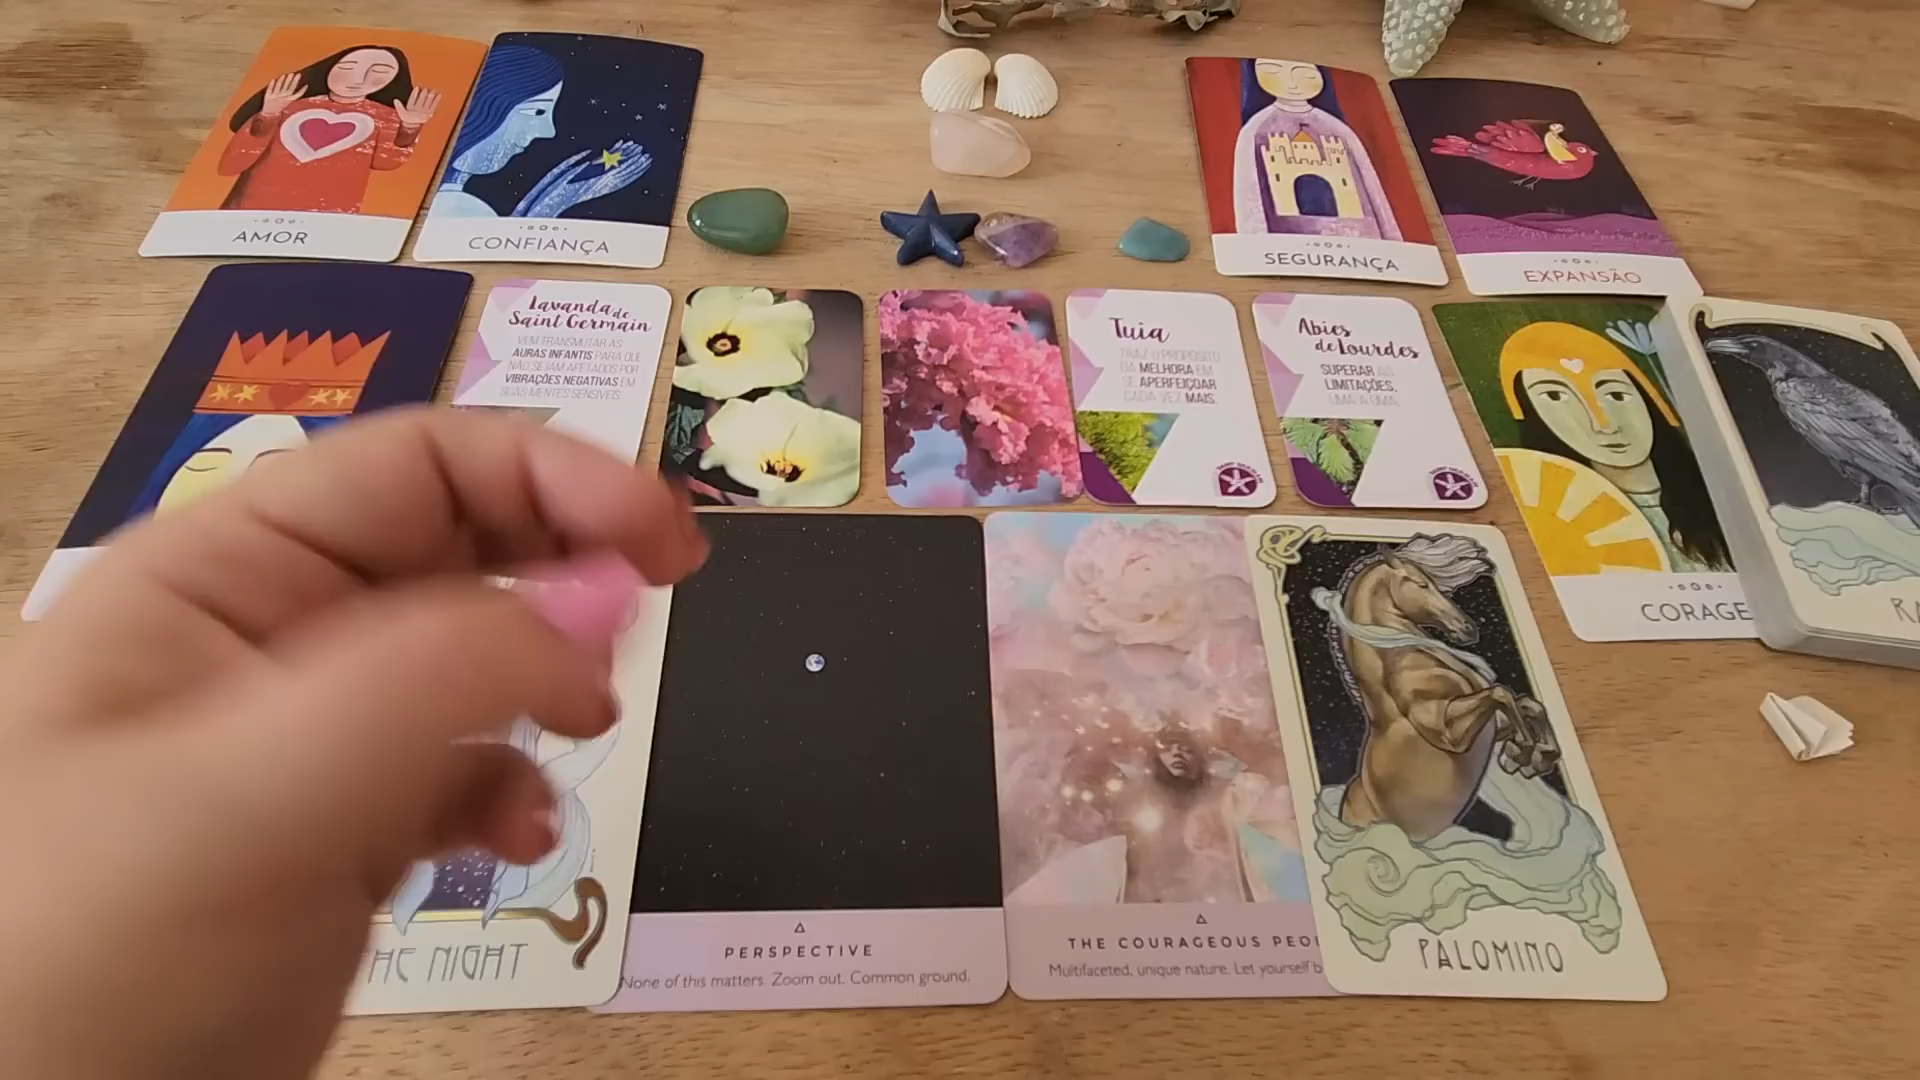 AMOR
CONFIANÇA
SEGURANÇA
EXPANSÃO
Lavanda de
Saint Germain
VEM TRANSMUTAR AS
AURAS INFANTIS PARA QUE
NÃO SEJAM AFETADOS POR
VIBRAÇÕES NEGATIVAS EM
SUAS MENTES SENSÍVEIS.
Tuia
TRAZ O PROPÓSITO
DA MELHORA EM
SE APERFEIÇOAR
CADA VEZ MAIS.
Abies
de Lourdes
SUPERAR AS
LIMITAÇÕES,
UMA A UMA.
CORAGE
RA
THE NIGHT
PERSPECTIVE
None of this matters. Zoom out. Common ground.
THE COURAGEOUS PEO
Multifaceted, unique nature. Let yourself b
PALOMINO